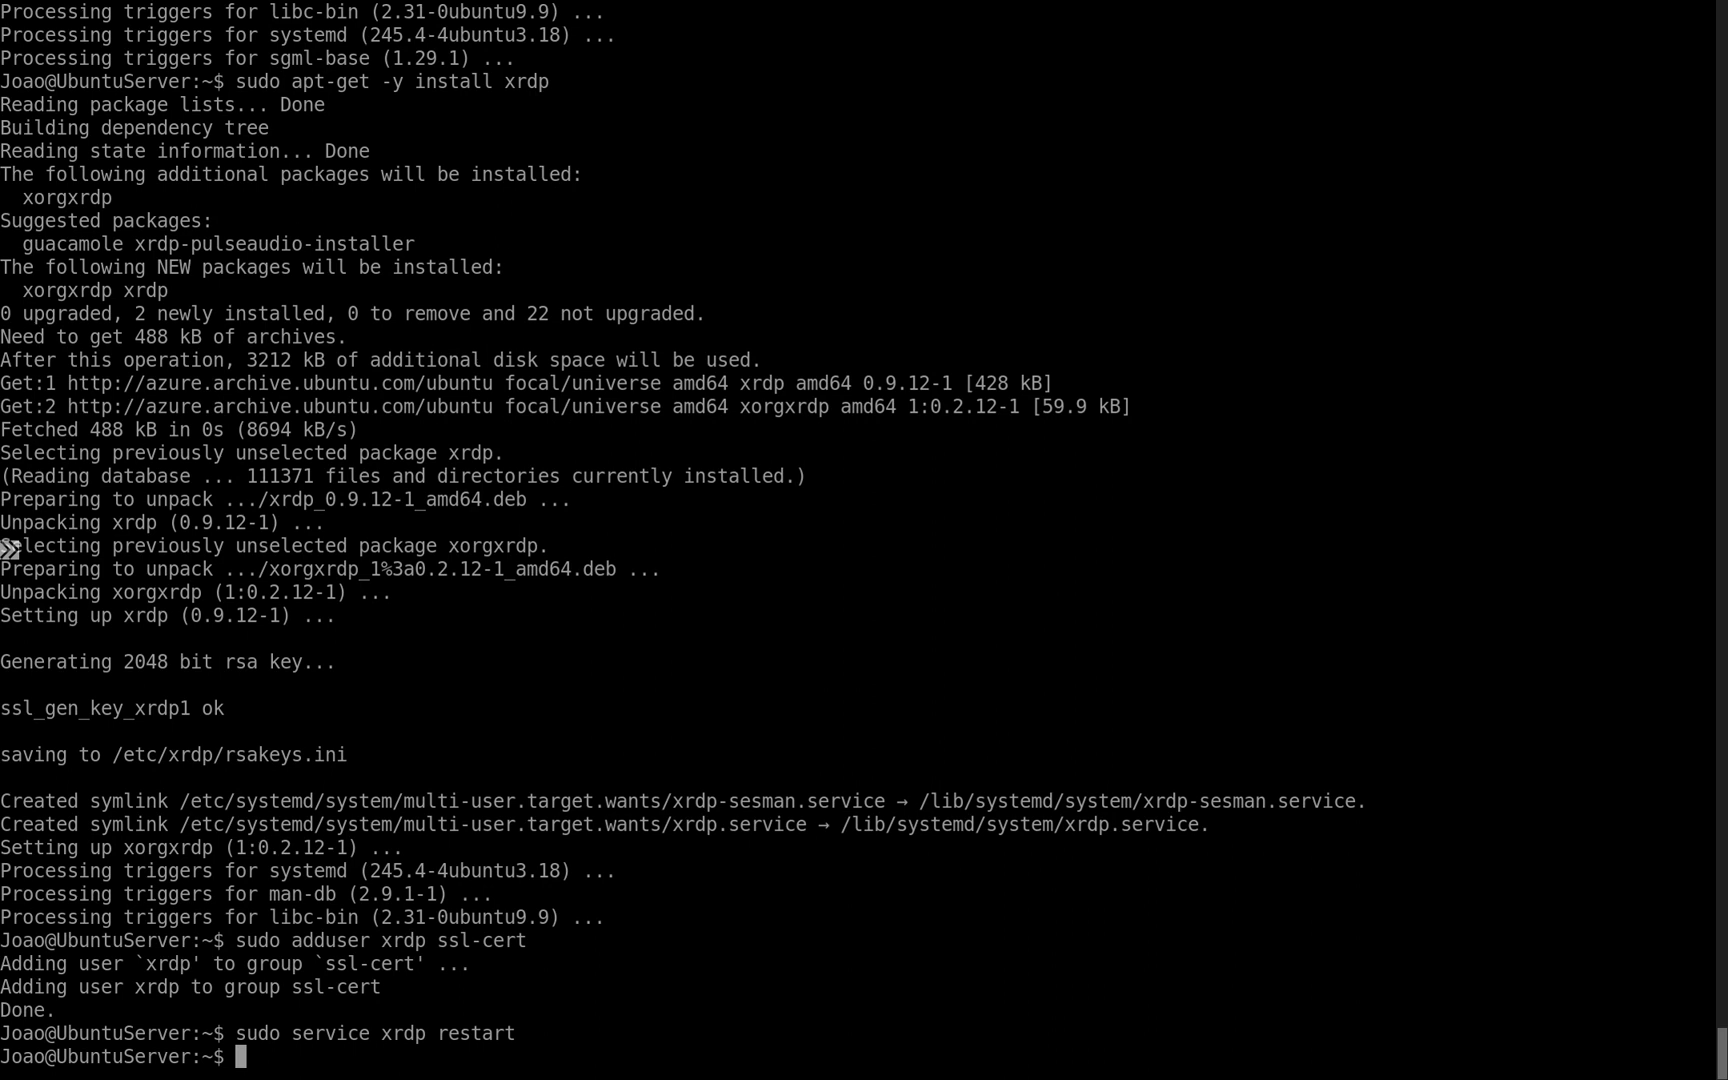 Processing triggers for libc-bin (2.31-0ubuntu9.9) ...
Processing triggers for systemd (245.4-4ubuntu3.18) ...
Processing triggers for sgml-base (1.29.1) ...
Joao@UbuntuServer:~$ sudo apt-get -y install xrdp
Reading package lists... Done
Building dependency tree
Reading state information... Done
The following additional packages will be installed:
  xorgxrdp
Suggested packages:
  guacamole xrdp-pulseaudio-installer
The following NEW packages will be installed:
  xorgxrdp xrdp
0 upgraded, 2 newly installed, 0 to remove and 22 not upgraded.
Need to get 488 kB of archives.
After this operation, 3212 kB of additional disk space will be used.
Get:1 http://azure.archive.ubuntu.com/ubuntu focal/universe amd64 xrdp amd64 0.9.12-1 [428 kB]
Get:2 http://azure.archive.ubuntu.com/ubuntu focal/universe amd64 xorgxrdp amd64 1:0.2.12-1 [59.9 kB]
Fetched 488 kB in 0s (8694 kB/s)
Selecting previously unselected package xrdp.
(Reading database ... 111371 files and directories currently installed.)
Preparing to unpack .../xrdp_0.9.12-1_amd64.deb ...
Unpacking xrdp (0.9.12-1) ...
Selecting previously unselected package xorgxrdp.
Preparing to unpack .../xorgxrdp_1%3a0.2.12-1_amd64.deb ...
Unpacking xorgxrdp (1:0.2.12-1) ...
Setting up xrdp (0.9.12-1) ...
Generating 2048 bit rsa key...
ssl_gen_key_xrdp1 ok
saving to /etc/xrdp/rsakeys.ini
Created symlink /etc/systemd/system/multi-user.target.wants/xrdp-sesman.service → /lib/systemd/system/xrdp-sesman.service.
Created symlink /etc/systemd/system/multi-user.target.wants/xrdp.service → /lib/systemd/system/xrdp.service.
Setting up xorgxrdp (1:0.2.12-1) ...
Processing triggers for systemd (245.4-4ubuntu3.18) ...
Processing triggers for man-db (2.9.1-1) ...
Processing triggers for libc-bin (2.31-0ubuntu9.9) ...
Joao@UbuntuServer:~$ sudo adduser xrdp ssl-cert
Adding user `xrdp' to group `ssl-cert' ...
Adding user xrdp to group ssl-cert
Done.
Joao@UbuntuServer:~$ sudo service xrdp restart
Joao@UbuntuServer:~$